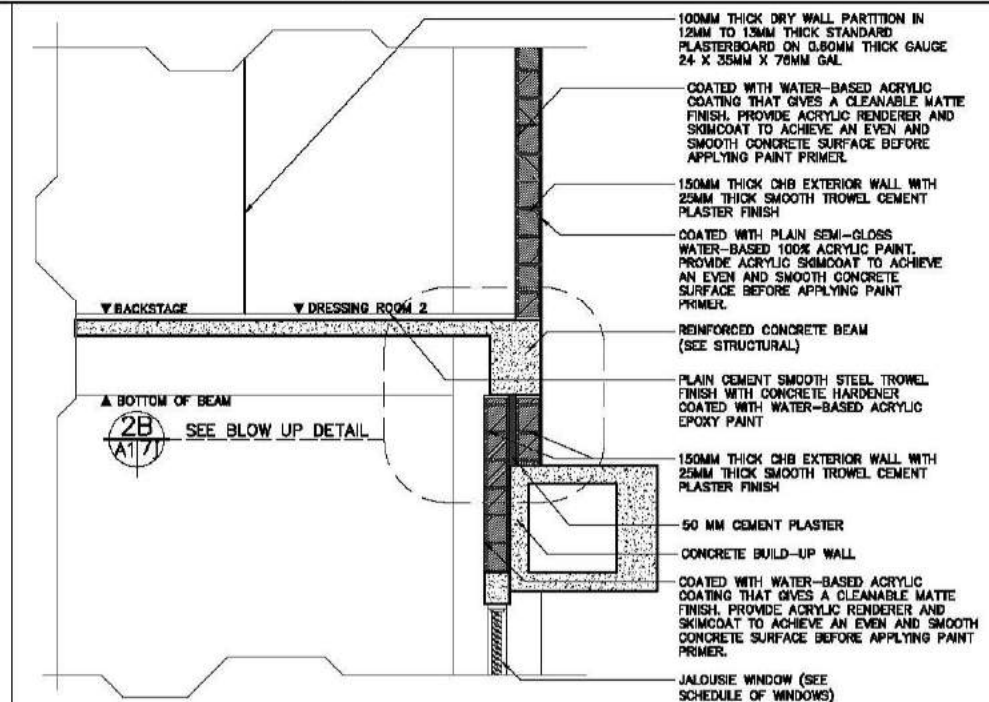 100MM THICK DRY WALL PARTITION IN
12MM TO 13MM THICK STANDARD
PLASTERBOARD ON 0.60MM THICK GAUGE
24 X 35MM X 76MM GAL
COATED WITH WATER-BASED ACRYLIC
COATING THAT GIVES A CLEANABLE MATTE
FINISH. PROVIDE ACRYLIC RENDERER AND
SKIMCOAT TO ACHIEVE AN EVEN AND
SMOOTH CONCRETE SURFACE BEFORE
APPLYING PAINT PRIMER.
150MM THICK CHB EXTERIOR WALL WITH
25MM THICK SMOOTH TROWEL CEMENT
PLASTER FINISH
COATED WITH PLAIN SEMI-GLOSS
WATER-BASED 100% ACRYLIC PAINT.
PROVIDE ACRYLIC SKIMCOAT TO ACHIEVE
AN EVEN AND SMOOTH CONCRETE
SURFACE BEFORE APPLYING PAINT
PRIMER.
▼ BACKSTAGE
▼ DRESSING ROOM 2
REINFORCED CONCRETE BEAM
(SEE STRUCTURAL)
PLAIN CEMENT SMOOTH STEEL TROWEL
FINISH WITH CONCRETE HARDENER
COATED WITH WATER-BASED ACRYLIC
EPOXY PAINT
▲ BOTTOM OF BEAM
2B
SEE BLOW UP DETAIL
150MM THICK CHB EXTERIOR WALL WITH
25MM THICK SMOOTH TROWEL CEMENT
PLASTER FINISH
50 MM CEMENT PLASTER
CONCRETE BUILD-UP WALL
COATED WITH WATER-BASED ACRYLIC
COATING THAT GIVES A CLEANABLE MATTE
FINISH. PROVIDE ACRYLIC RENDERER AND
SKIMCOAT TO ACHIEVE AN EVEN AND SMOOTH
CONCRETE SURFACE BEFORE APPLYING PAINT
PRIMER.
JALOUSIE WINDOW (SEE
SCHEDULE OF WINDOWS)